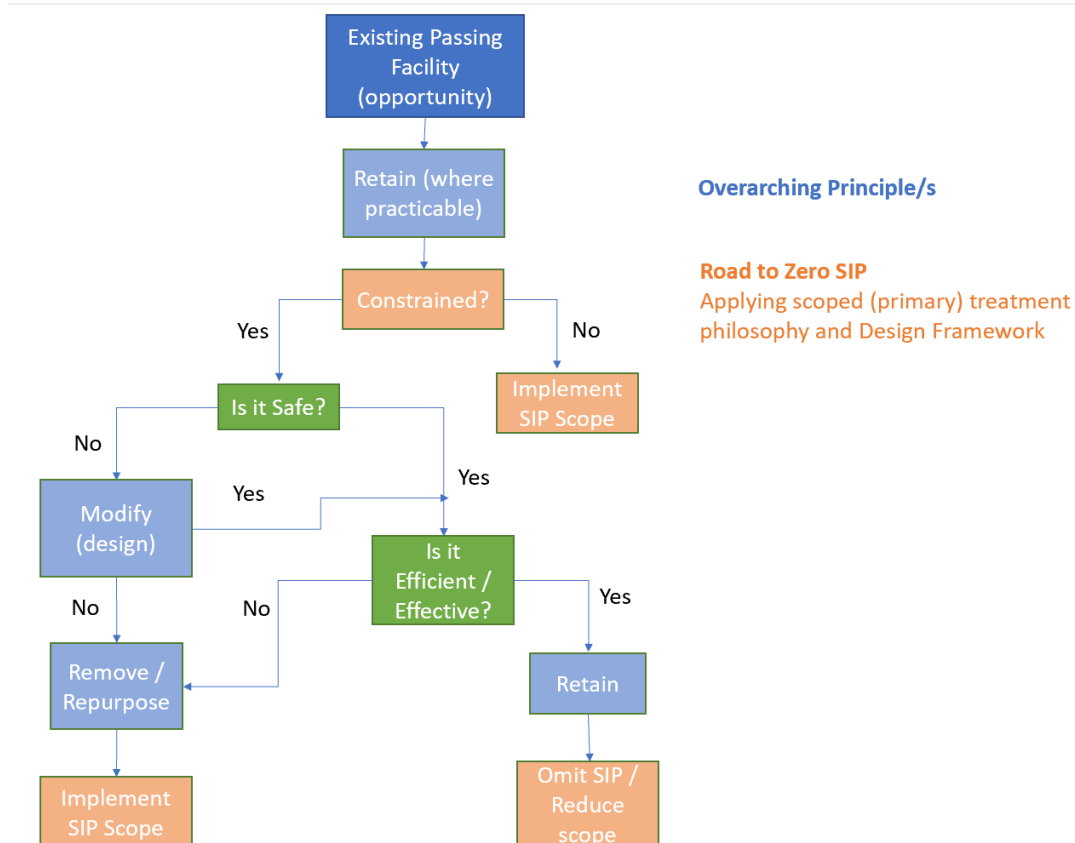 Existing Passing
Facility
(opportunity)
Retain (where
practicable)
Overarching Principle/s
Road to Zero SIP
Applying scoped (primary) treatment
philosophy and Design Framework
Constrained?
Yes
No
Implement
SIP Scope
Is it Safe?
No
Yes
Yes
Modify
(design)
Is it
Efficient /
Effective?
No
No
Yes
Remove /
Repurpose
Retain
Implement
SIP Scope
Omit SIP /
Reduce
scope